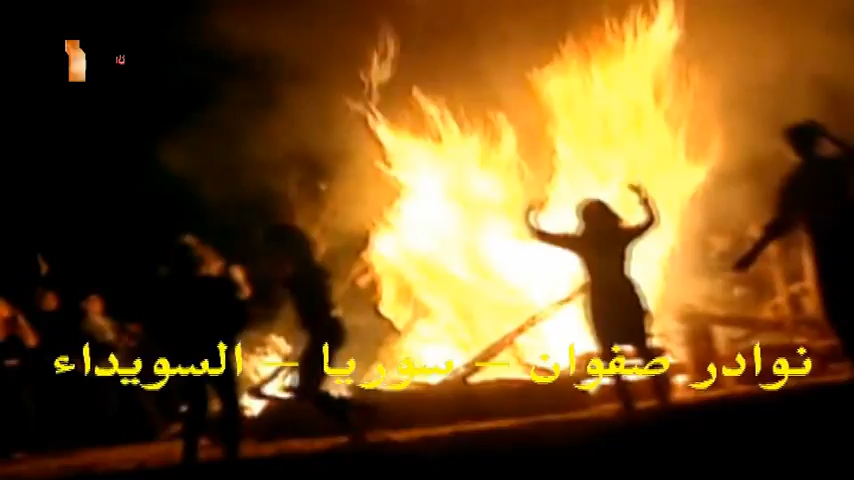 نوادر صفوان – سوريا – السويداء